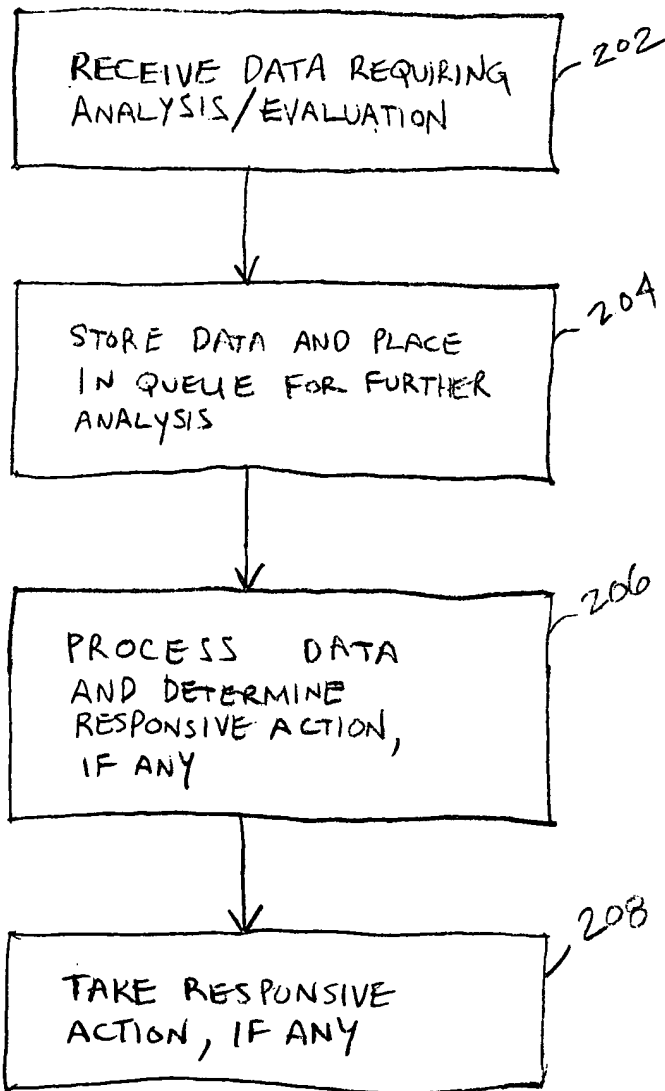 202
RECEIVE DATA REQUIRING
ANALYSIS/EVALUATION
204
STORE DATA AND PLACE
IN QUEUE FOR FURTHER
ANALYSIS
206
PROCESS DATA
AND DETERMINE
RESPONSIVE ACTION,
IF ANY
208
TAKE RESPONSIVE
ACTION, IF ANY